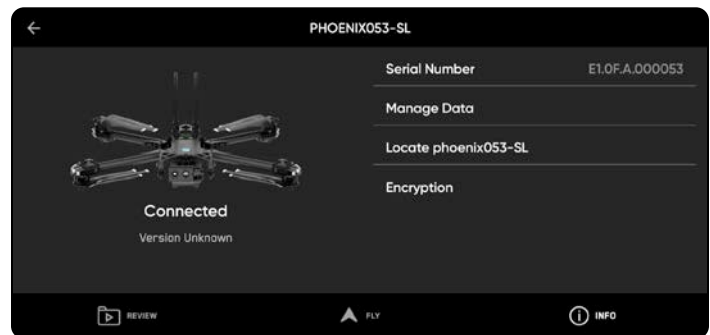 PHOENIX053-SL
Serial Number E1.0F.A.000053
Manage Data
Locate phoenix053-SL
Encryption
Connected
Version Unknown
REVIEW FLY INFO